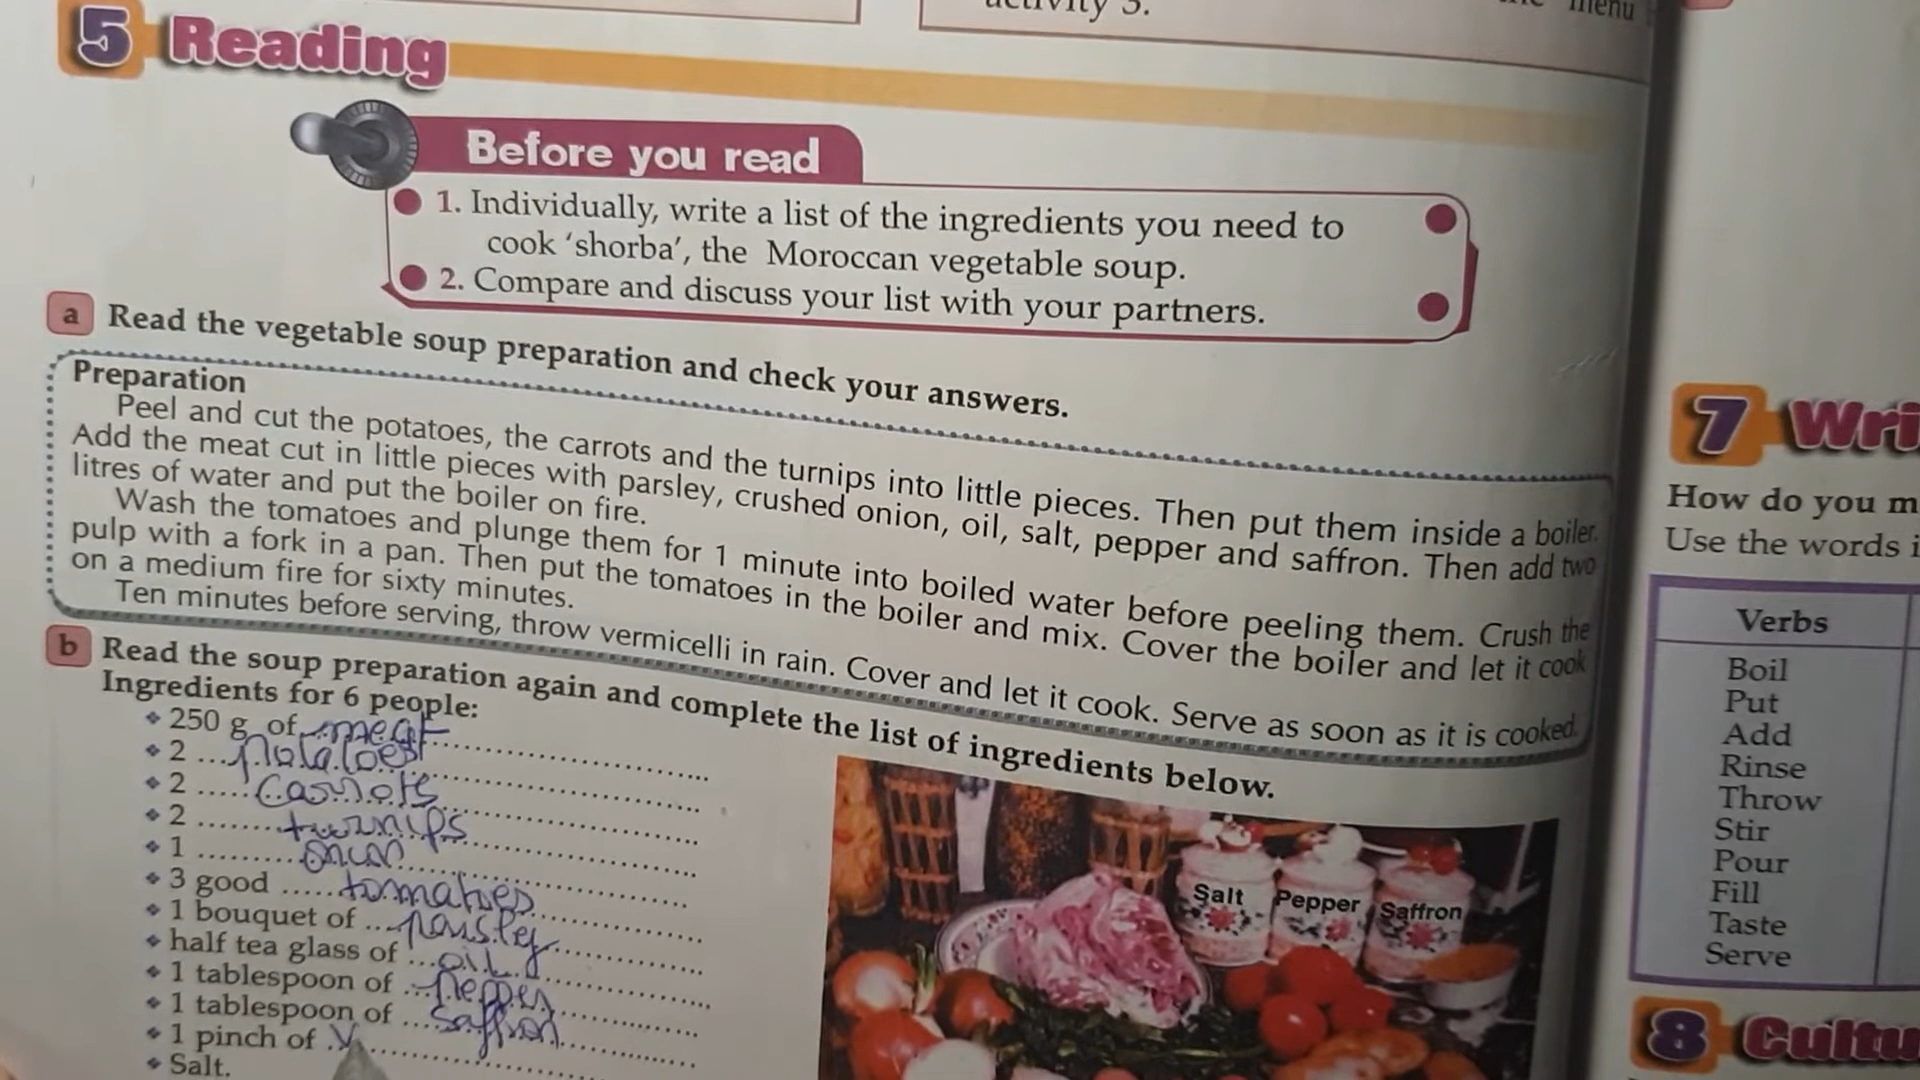 activity 3.
menu
5 Reading
Before you read
1. Individually, write a list of the ingredients you need to
cook 'shorba', the Moroccan vegetable soup.
2. Compare and discuss your list with your partners.
a Read the vegetable soup preparation and check your answers.
Preparation
Peel and cut the potatoes, the carrots and the turnips into little pieces. Then put them inside a boiler.
Add the meat cut in little pieces with parsley, crushed onion, oil, salt, pepper and saffron. Then add two
litres of water and put the boiler on fire.
Wash the tomatoes and plunge them for 1 minute into boiled water before peeling them. Crush the
pulp with a fork in a pan. Then put the tomatoes in the boiler and mix. Cover the boiler and let it cook
on a medium fire for sixty minutes.
Ten minutes before serving, throw vermicelli in rain. Cover and let it cook. Serve as soon as it is cooked.
b Read the soup preparation again and complete the list of ingredients below.
Ingredients for 6 people:
250 g of meat
2 potatoes
2 carrots
2 turnips
1 onion
3 good tomatoes
1 bouquet of parsley
half tea glass of oil
1 tablespoon of pepper
1 tablespoon of saffron
1 pinch of V
Salt.
Salt
Pepper
Saffron
7 Wri
How do you m
Use the words i
Verbs
Boil
Put
Add
Rinse
Throw
Stir
Pour
Fill
Taste
Serve
8 Cultu